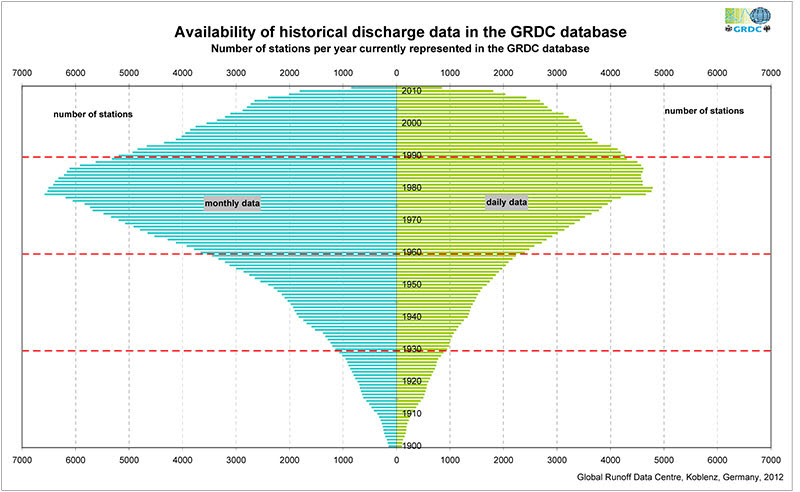 GRDC
Availability of historical discharge data in the GRDC database
Number of stations per year currently represented in the GRDC database
7000 6000 5000 4000 3000 2000 1000 0 1000 2000 3000 4000 5000 6000 7000
2010
number of stations number of stations
2000
1990
1980
monthly data daily data
1970
1960
1950
1940
1930
1920
1910
1900
7000 6000 5000 4000 3000 2000 1000 0 1000 2000 3000 4000 5000 6000 7000
Global Runoff Data Centre, Koblenz, Germany, 2012